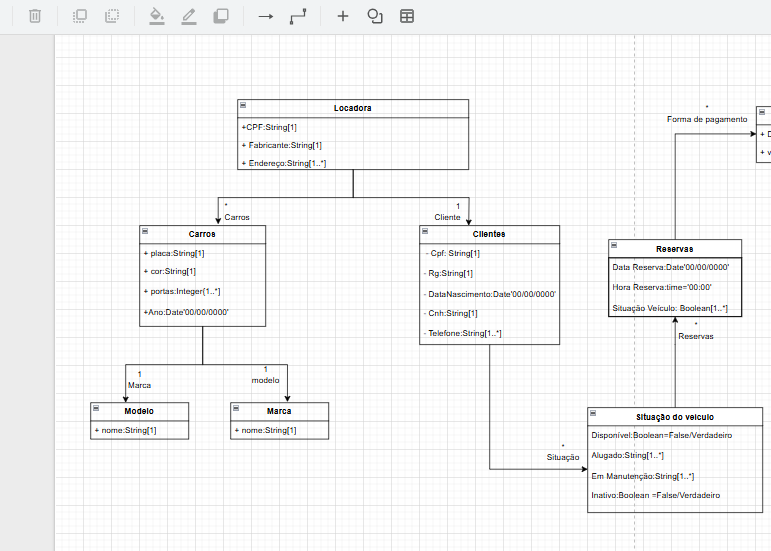 Locadora
+CPF:String[1]
+ Fabricante:String[1]
+ Endereço:String[1..*]
*
Carros
1
Cliente
Carros
+ placa:String[1]
+ cor:String[1]
+ portas:Integer{1..*]
+Ano:Date'00/00/0000'
Clientes
- Cpf: String[1]
- Rg:String[1]
- DataNascimento:Date'00/00/0000'
- Cnh:String[1]
- Telefone:String[1..*]
1
Marca
1
modelo
Modelo
+ nome:String[1]
Marca
+ nome:String[1]
*
Forma de pagamento
+ D
+ v
Reservas
Data Reserva:Date'00/00/0000'
Hora Reserva:time='00:00'
Situação Veículo: Boolean[1..*]
*
Reservas
*
Situação
Situação do veículo
Disponível:Boolean=False/Verdadeiro
Alugado:String[1..*]
Em Manutenção:String[1..*]
Inativo:Boolean =False/Verdadeiro